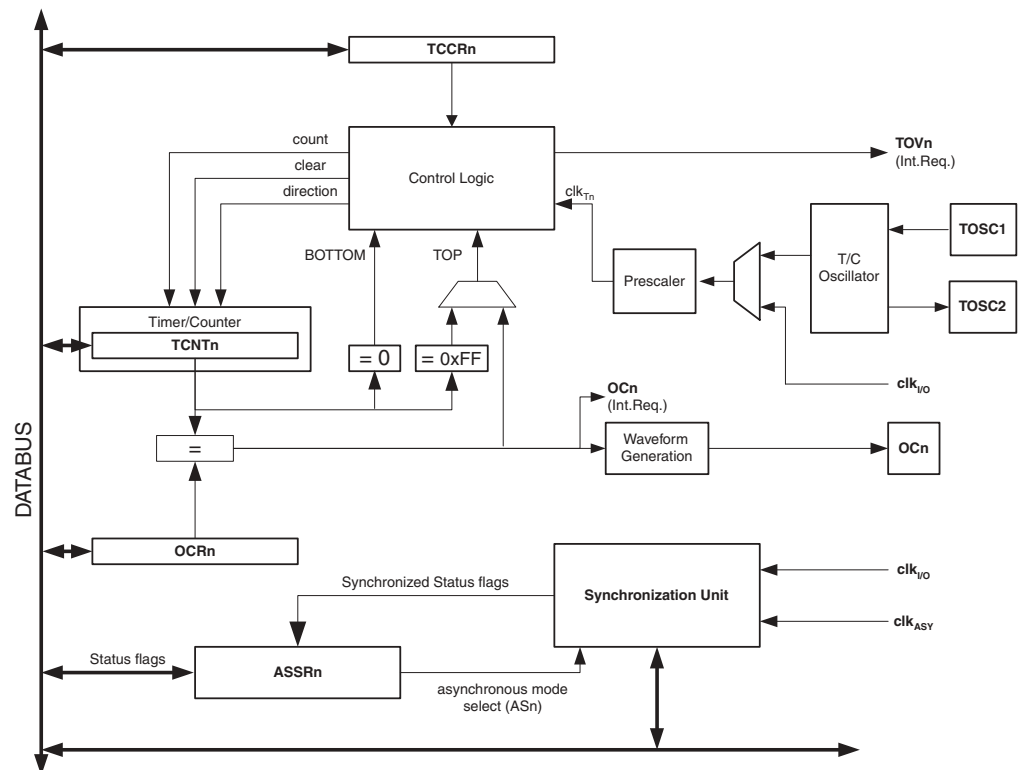 TCCRn
count
clear
direction
Control Logic
TOVn
(Int.Req.)
clkTn
BOTTOM
TOP
TOSC1
T/C
Oscillator
Prescaler
TOSC2
Timer/Counter
TCNTn
= 0
= 0xFF
clkI/O
OCn
(Int.Req.)
Waveform
Generation
=
OCn
DATABUS
OCRn
Synchronized Status flags
Synchronization Unit
clkI/O
clkASY
Status flags
ASSRn
asynchronous mode
select (ASn)